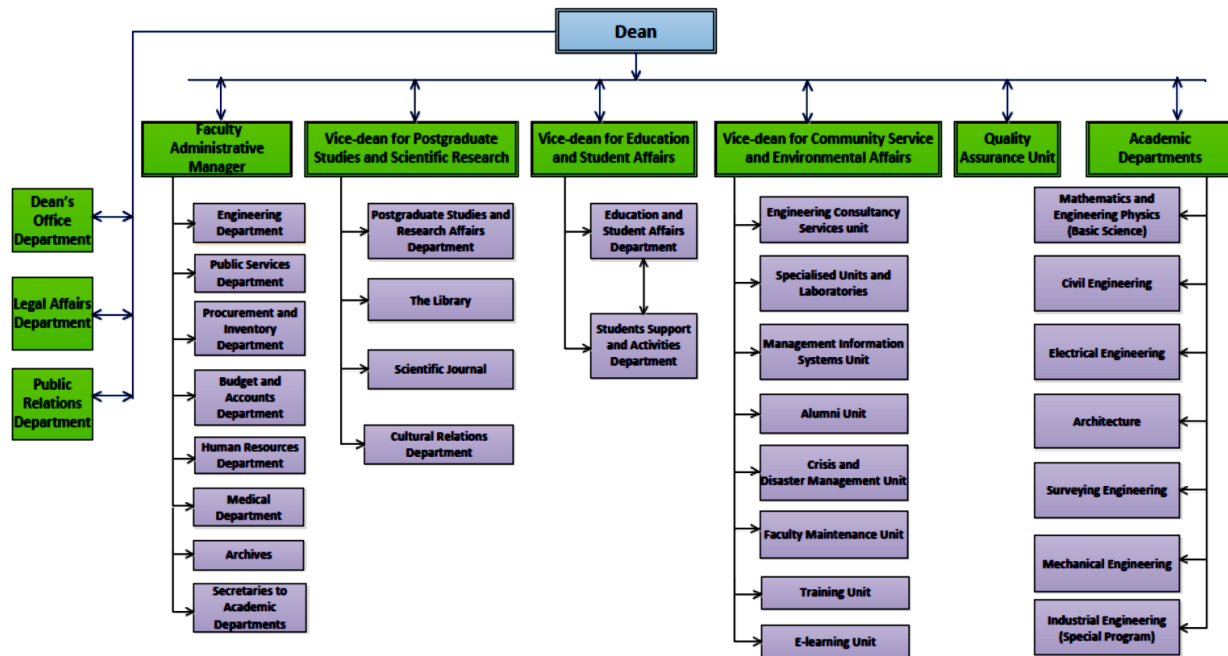 Dean
Faculty
Administrative
Manager
Vice-dean for Postgraduate
Studies and Scientific Research
Vice-dean for Education
and Student Affairs
Vice-dean for Community Service
and Environmental Affairs
Quality
Assurance Unit
Academic
Departments
Dean's
Office
Department
Legal Affairs
Department
Public
Relations
Department
Engineering
Department
Public Services
Department
Procurement and
Inventory
Department
Budget and
Accounts
Department
Human Resources
Department
Medical
Department
Archives
Secretaries to
Academic
Departments
Postgraduate Studies and
Research Affairs
Department
The Library
Scientific Journal
Cultural Relations
Department
Education and
Student Affairs
Department
Students Support
and Activities
Department
Engineering Consultancy
Services unit
Specialised Units and
Laboratories
Management Information
Systems Unit
Alumni Unit
Crisis and
Disaster Management Unit
Faculty Maintenance Unit
Training Unit
E-learning Unit
Mathematics and
Engineering Physics
(Basic Science)
Civil Engineering
Electrical Engineering
Architecture
Surveying Engineering
Mechanical Engineering
Industrial Engineering
(Special Program)